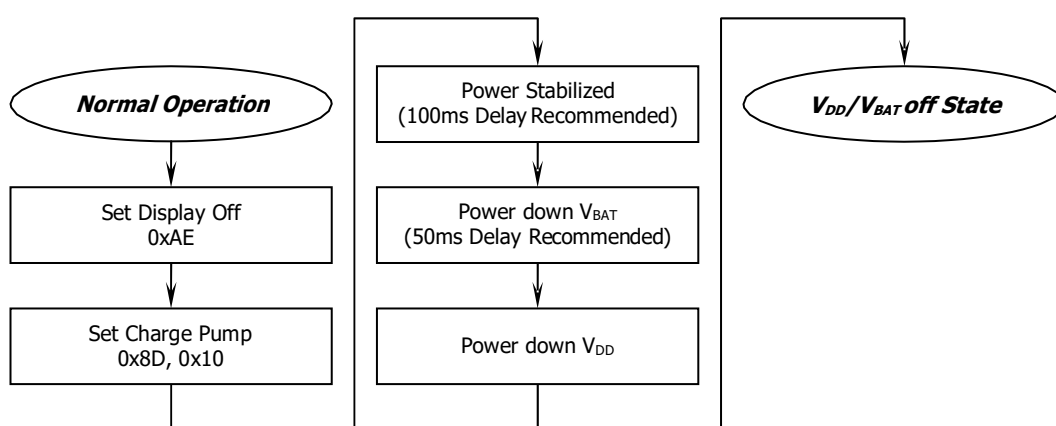 Normal Operation
Set Display Off
0xAE
Set Charge Pump
0x8D, 0x10
Power Stabilized
(100ms Delay Recommended)
Power down VBAT
(50ms Delay Recommended)
Power down VDD
VDD/VBAT off State